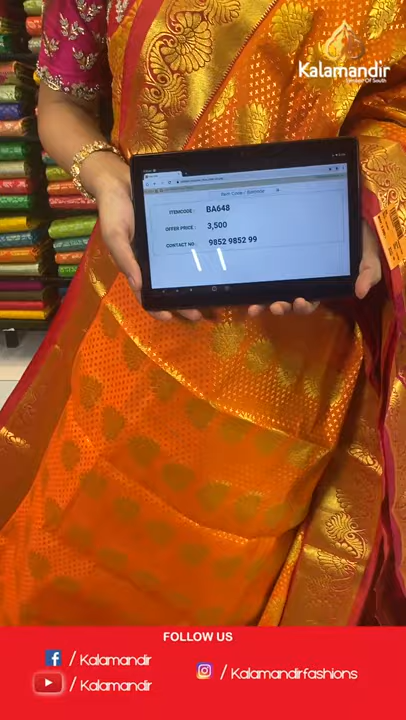 Kalamandir
ITEMCODE : BA648
OFFER PRICE : 3,500
CONTACT NO : 9852 9852 99
FOLLOW US
/ Kalamandir
/ Kalamandirfashions
/ Kalamandir